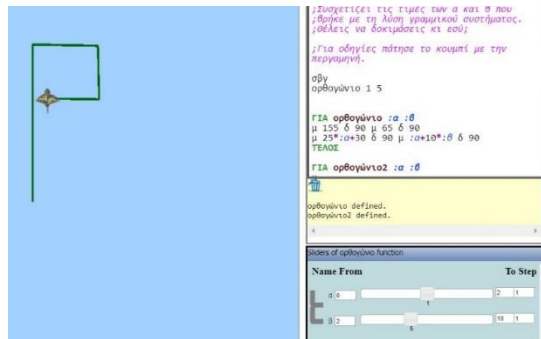 ;Συσχετίζει τις τιμές των α και β που
;βρήκε με τη λύση γραμμικού συστήματος.
;Θέλεις να δοκιμάσεις κι εσύ;
;Για οδηγίες πάτησε το κουμπί με την
περγαμηνή.
σβγ
ορθογώνιο 1 5
ΓΙΑ ορθογώνιο :α :β
μ 155 δ 90 μ 65 δ 90
μ 25*:α+30 δ 90 μ :α+10*:β δ 90
ΤΕΛΟΣ
ΓΙΑ ορθογώνιο2 :α :β
ορθογώνιο defined.
ορθογώνιο2 defined.
Sliders of ορθογώνιο function
Name From To Step
α 0 1 2 1
β 2 5 10 1